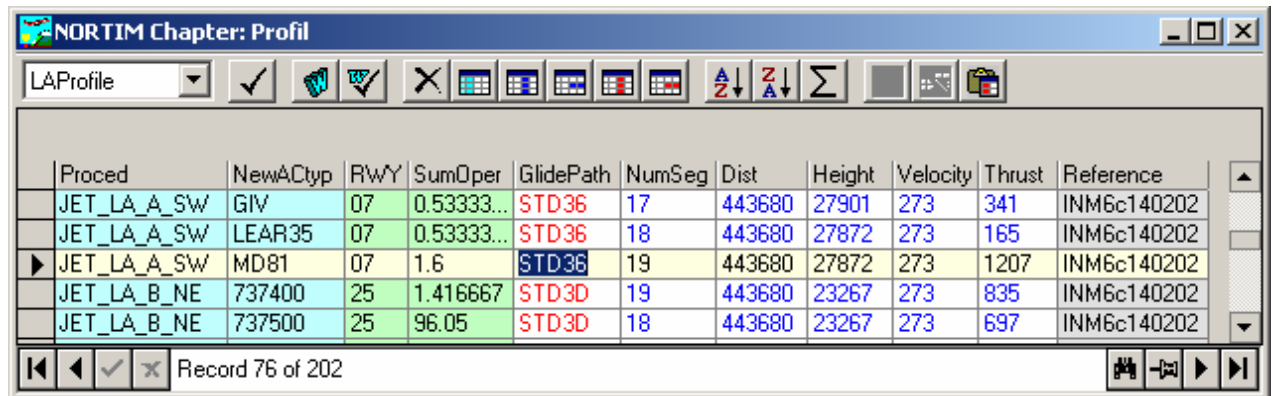 NORTIM Chapter: Profil
LAProfile
Proced NewACtyp RWY SumOper GlidePath NumSeg Dist Height Velocity Thrust Reference
JET_LA_A_SW GIV 07 0.53333... STD36 17 443680 27901 273 341 INM6c140202
JET_LA_A_SW LEAR35 07 0.53333... STD36 18 443680 27872 273 165 INM6c140202
JET_LA_A_SW MD81 07 1.6 STD36 19 443680 27872 273 1207 INM6c140202
JET_LA_B_NE 737400 25 1.416667 STD3D 19 443680 23267 273 835 INM6c140202
JET_LA_B_NE 737500 25 96.05 STD3D 18 443680 23267 273 697 INM6c140202
Record 76 of 202